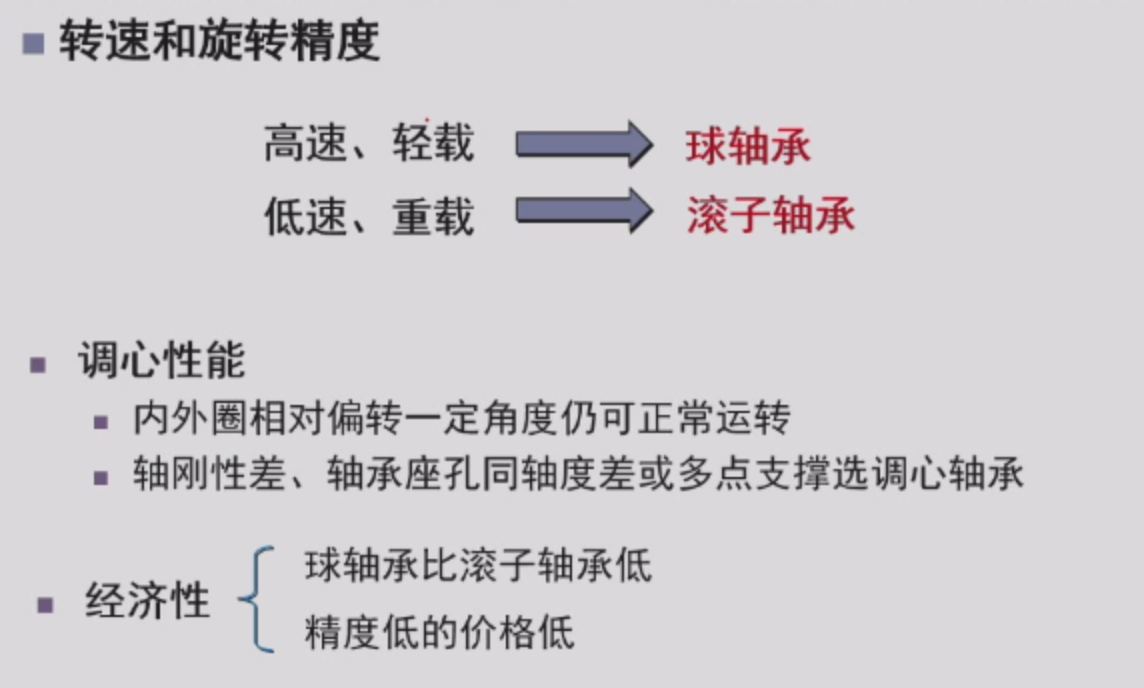 转速和旋转精度
高速、轻载 球轴承
低速、重载 滚子轴承
调心性能
内外圈相对偏转一定角度仍可正常运转
轴刚性差、轴承座孔同轴度差或多点支撑选调心轴承
经济性
球轴承比滚子轴承低
精度低的价格低